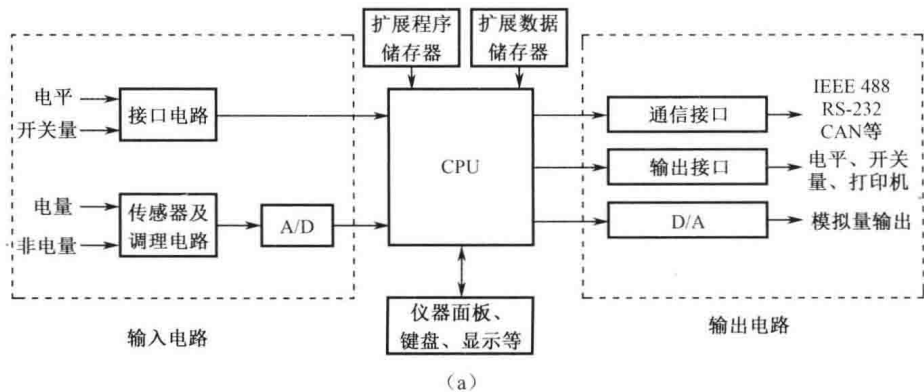 扩展程序
储存器
扩展数据
储存器
电平
开关量
接口电路
电量
非电量
传感器及
调理电路
A/D
输入电路
CPU
仪器面板、
键盘、显示等
通信接口
IEEE 488
RS-232
CAN等
输出接口
电平、开关
量、打印机
D/A
模拟量输出
输出电路
(a)